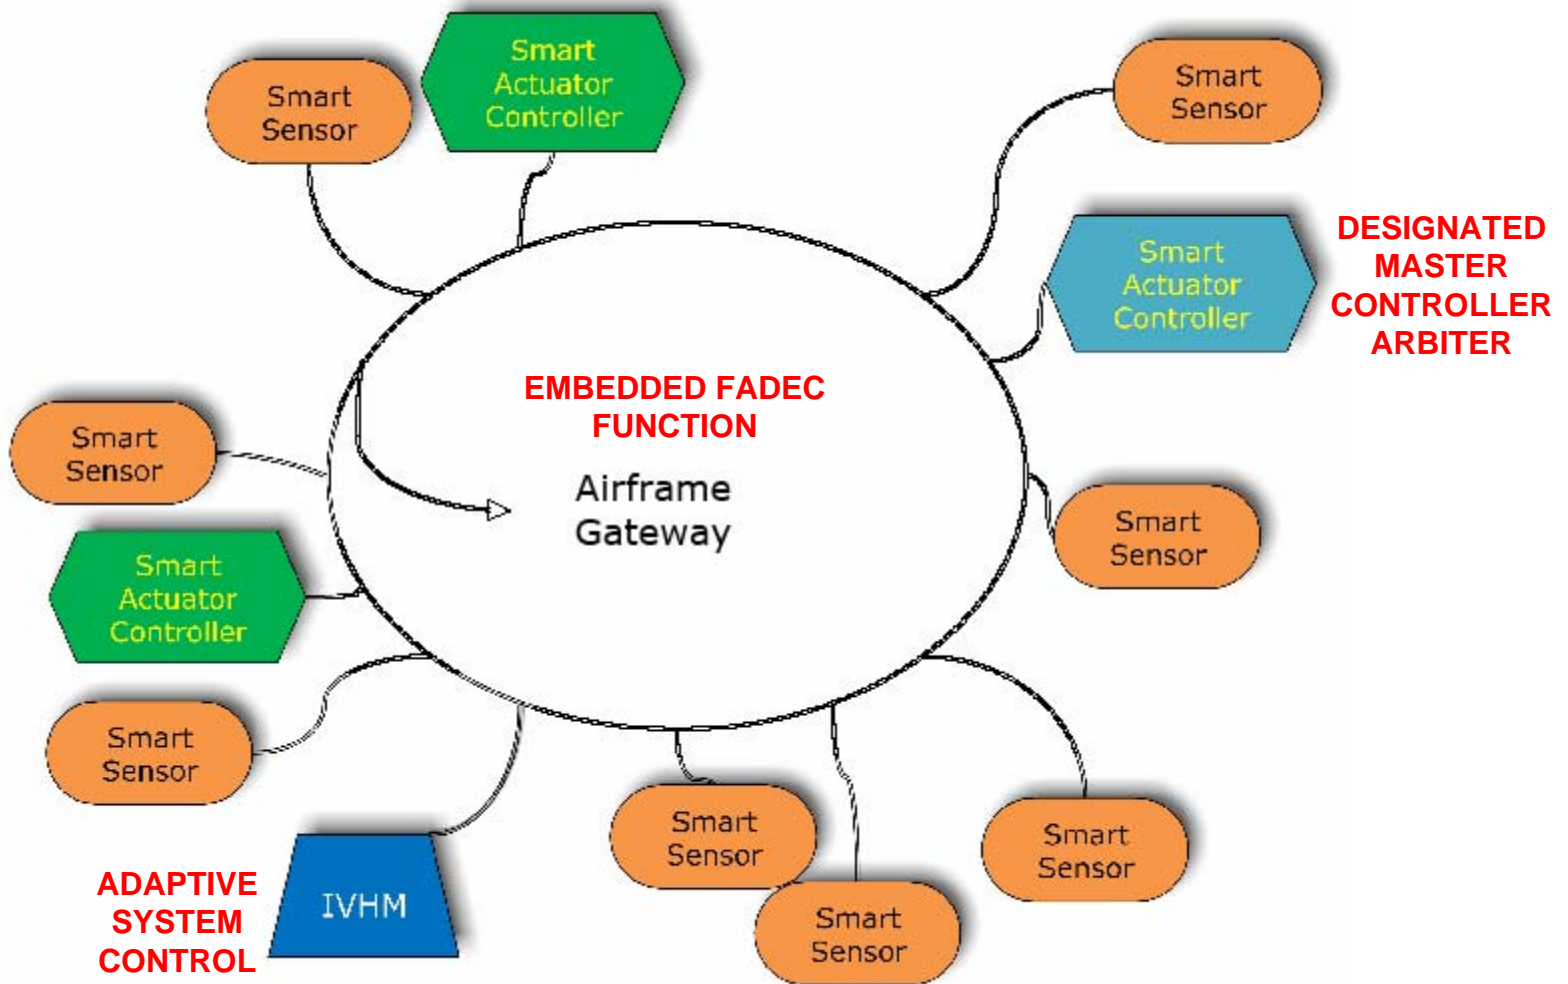 Smart
Sensor
Smart
Actuator
Controller
Smart
Sensor
Smart
Actuator
Controller
DESIGNATED
MASTER
CONTROLLER
ARBITER
EMBEDDED FADEC
FUNCTION
Airframe
Gateway
Smart
Sensor
Smart
Sensor
Smart
Actuator
Controller
Smart
Sensor
Smart
Sensor
Smart
Sensor
Smart
Sensor
IVHM
ADAPTIVE
SYSTEM
CONTROL